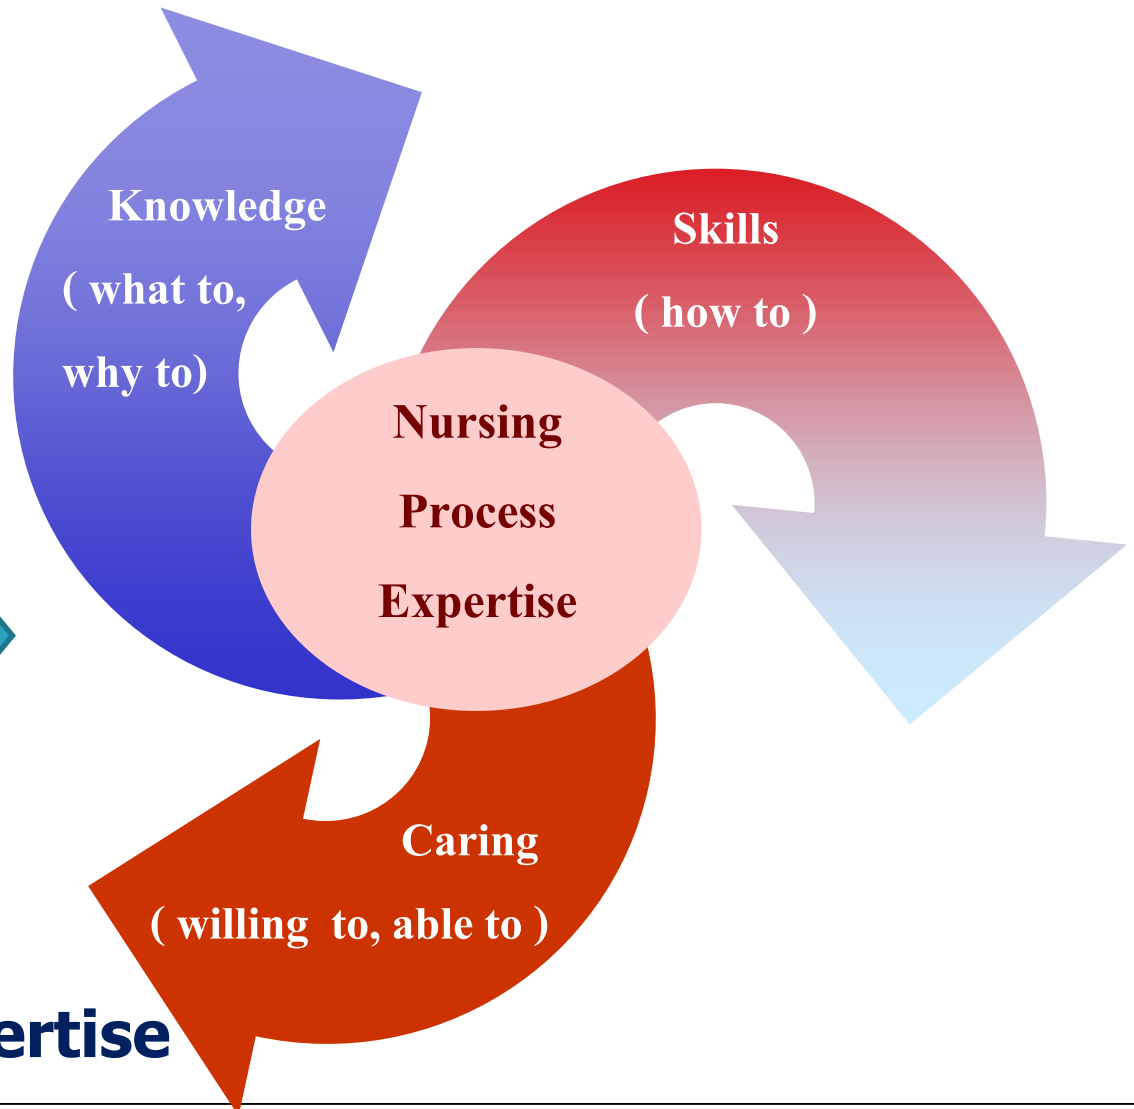 Knowledge
( what to,
why to)
Skills
( how to )
Nursing
Process
Expertise
Caring
( willing  to, able to )
ertise